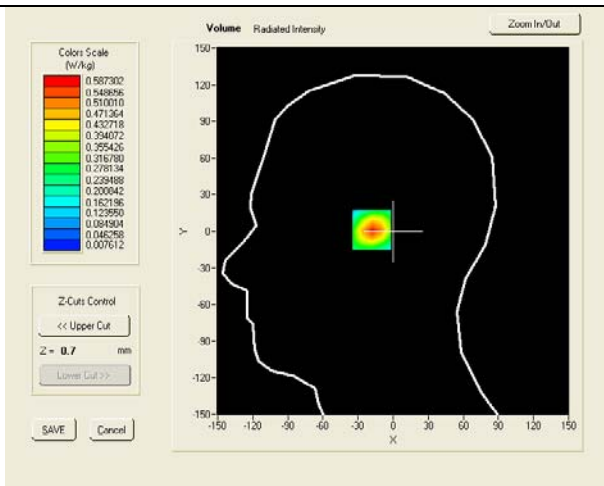 Volume Radiated Intensity
Zoom In/Out
Colors Scale
(W/kg)
0.587302
0.548656
0.510010
0.471364
0.432718
0.394072
0.355426
0.316780
0.278134
0.239488
0.200842
0.162196
0.123550
0.084904
0.046258
0.007612
Z-Cuts Control
<< Upper Cut
Z = 0.7 mm
Lower Cut >>
SAVE Cancel
150-
120-
90-
60-
30-
0-
-30-
-60-
-90-
-120-
-150-
Y
-150 -120 -90 -60 -30 0 30 60 90 120 150
X